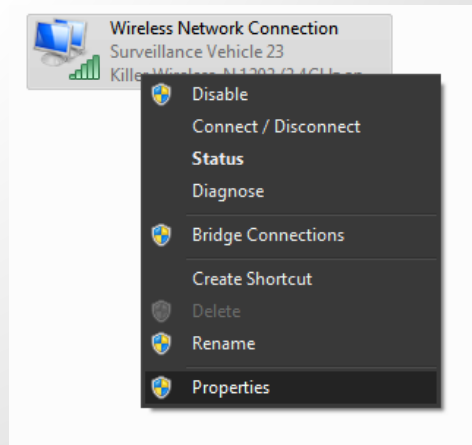 Wireless Network Connection
Surveillance Vehicle 23
Disable
Connect / Disconnect
Status
Diagnose
Bridge Connections
Create Shortcut
Delete
Rename
Properties